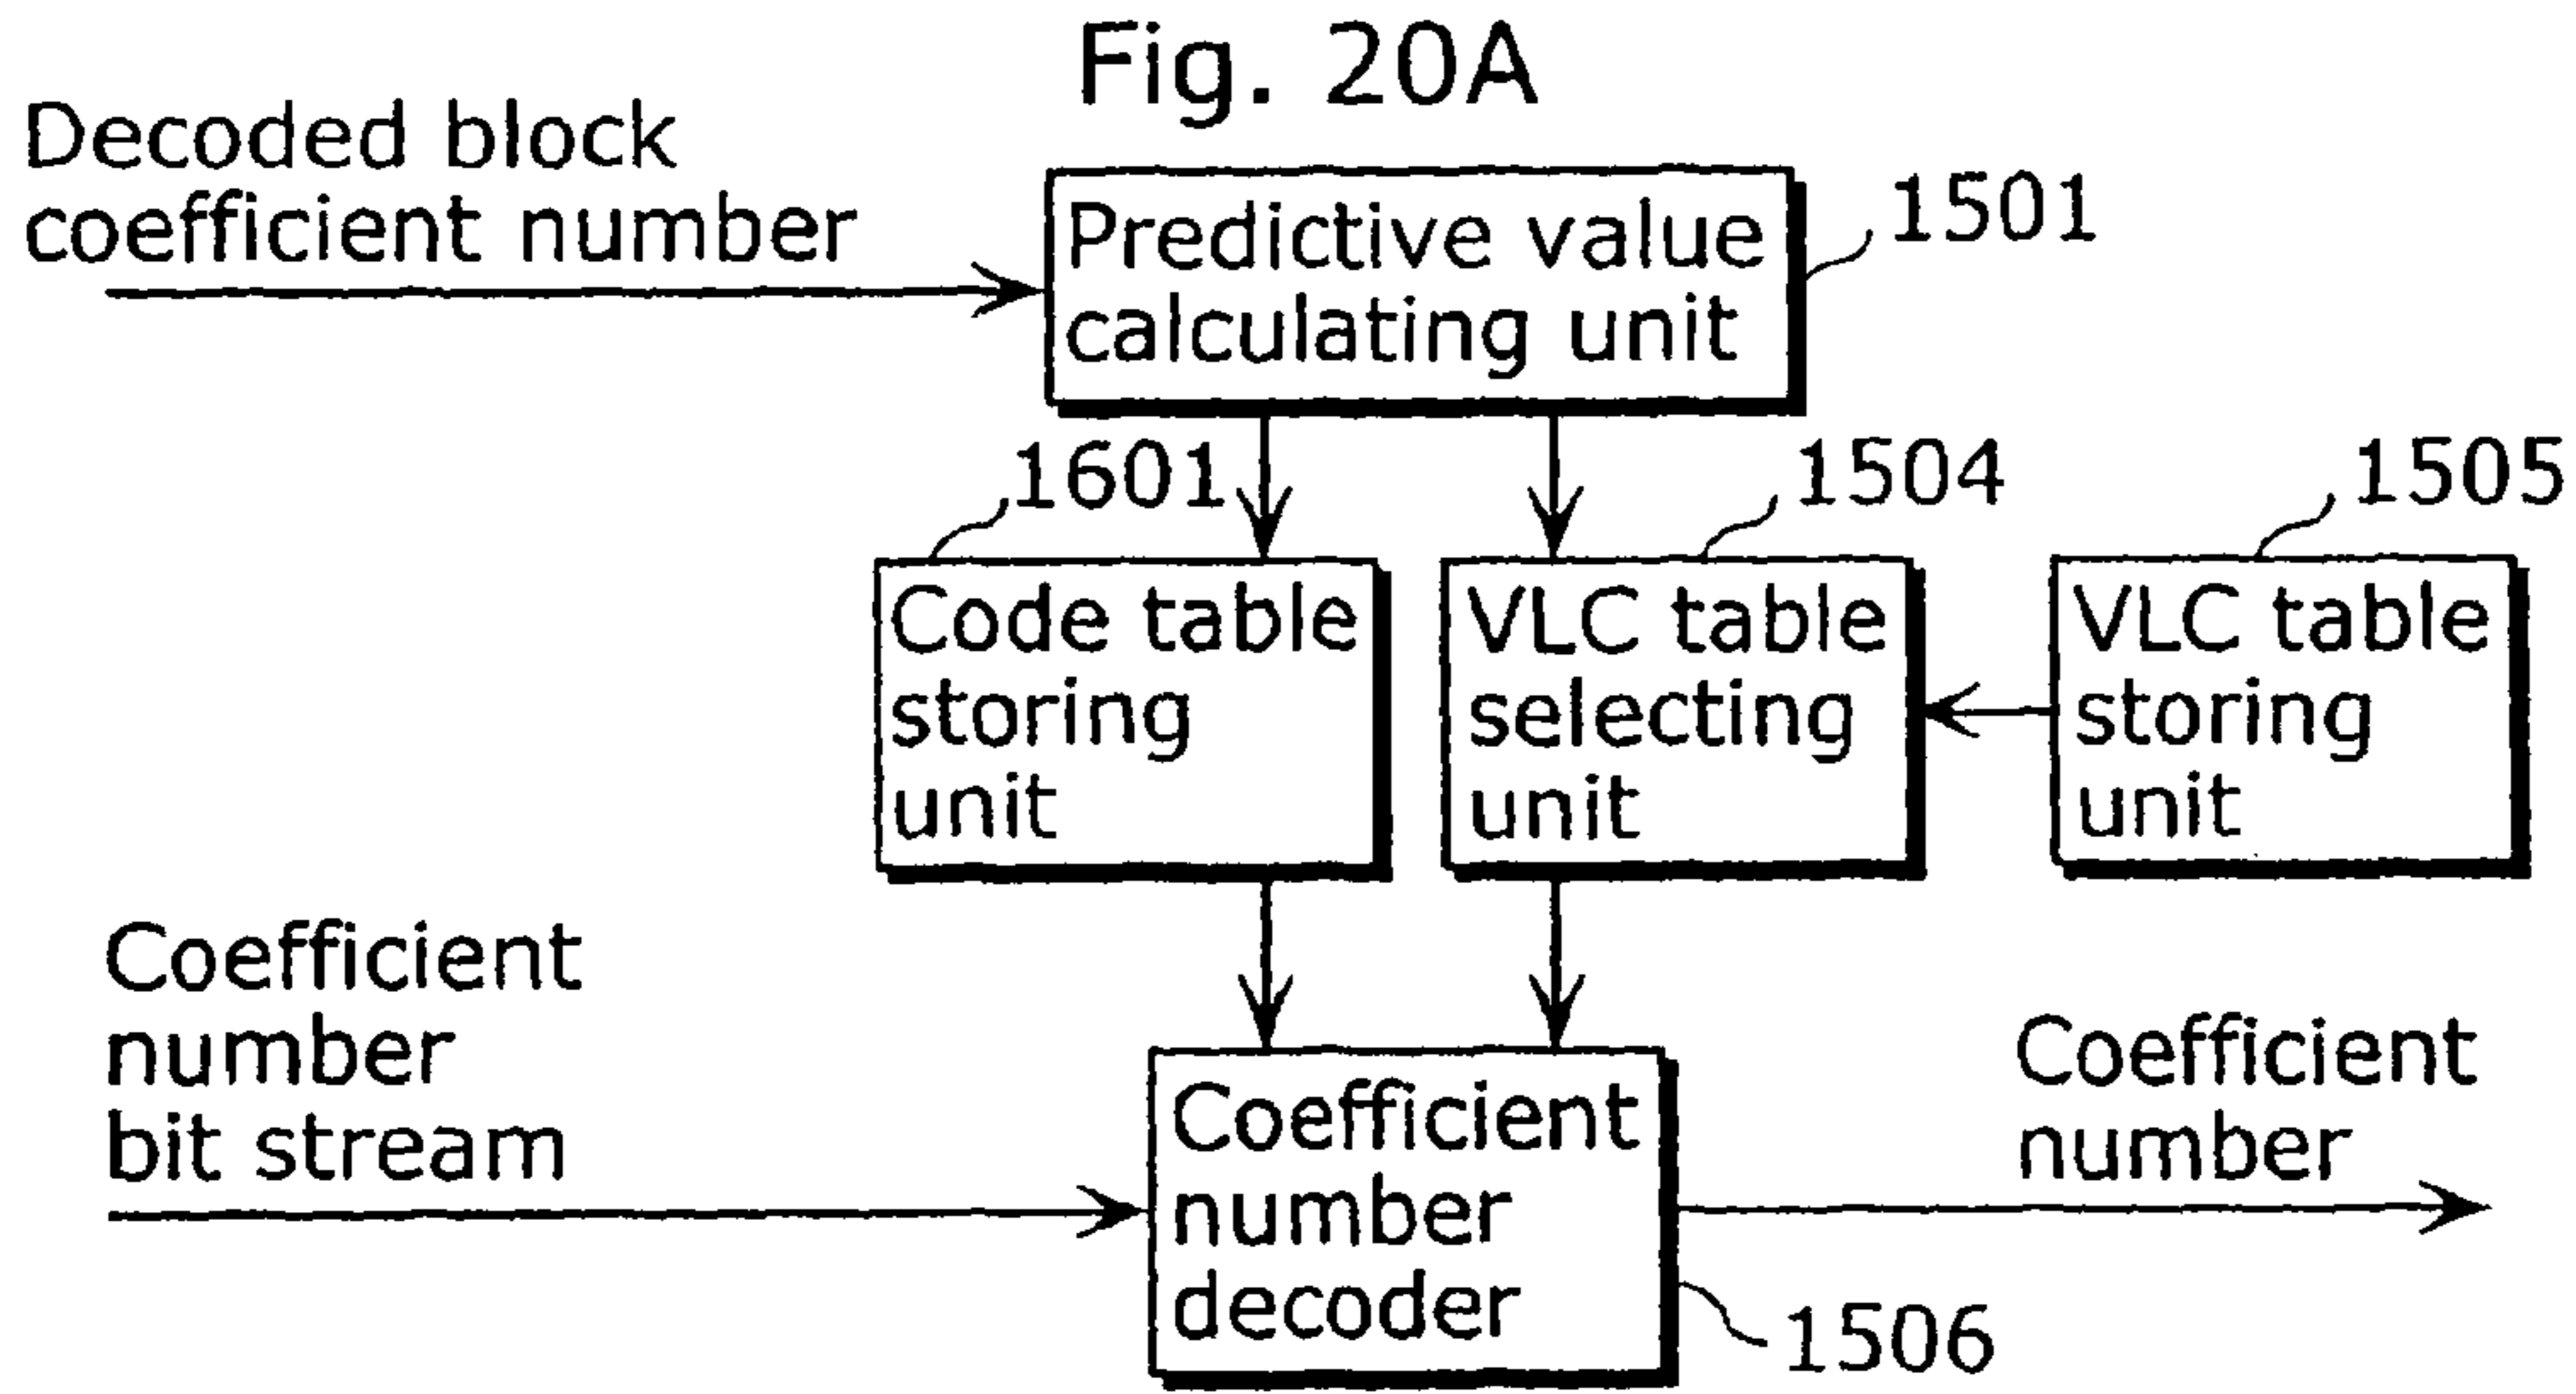 Fig. 20A
Decoded block
coefficient number
Predictive value
calculating unit
1501
1601
1504
1505
Code table
storing
unit
VLC table
selecting
unit
VLC table
storing
unit
Coefficient
number
bit stream
Coefficient
number
decoder
Coefficient
number
1506